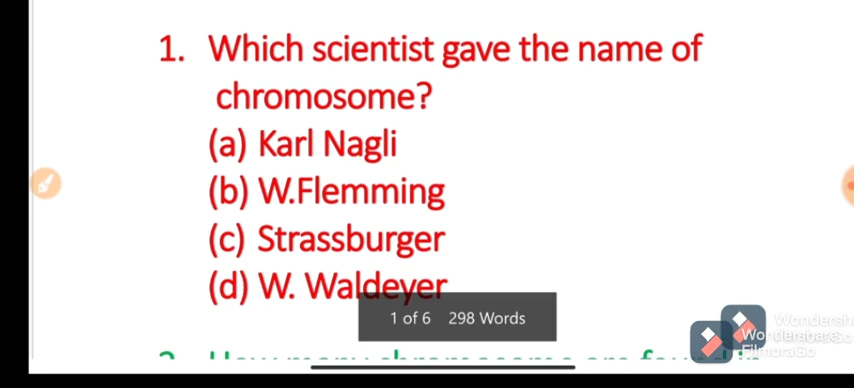 1. Which scientist gave the name of
chromosome?
(a) Karl Nagli
(b) W.Flemming
(c) Strassburger
(d) W. Waldeyer
1 of 6 298 Words
Wondershare
FilmoraGo